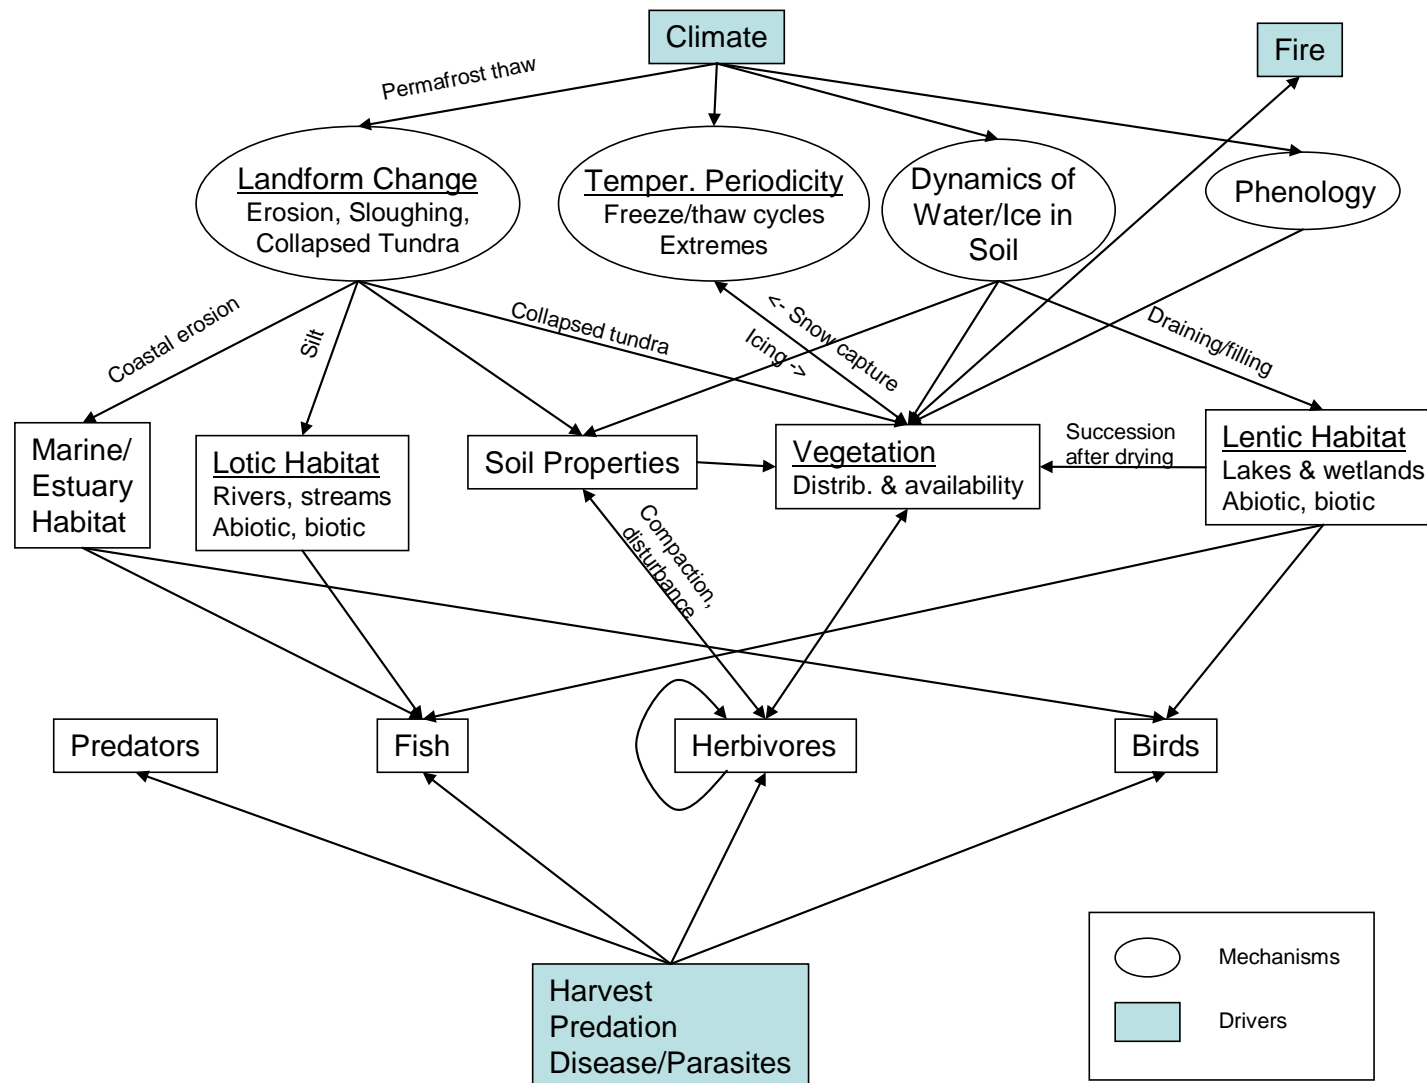 Climate
Fire
Permafrost thaw
Landform Change
Erosion, Sloughing,
Collapsed Tundra
Temper. Periodicity
Freeze/thaw cycles
Extremes
Dynamics of
Water/Ice in
Soil
Phenology
Coastal erosion
Silt
Collapsed tundra
Icing ->
<- Snow capture
Draining/filling
Marine/
Estuary
Habitat
Lotic Habitat
Rivers, streams
Abiotic, biotic
Soil Properties
Vegetation
Distrib. & availability
Succession
after drying
Lentic Habitat
Lakes & wetlands
Abiotic, biotic
Compaction,
disturbance
Predators
Fish
Herbivores
Birds
Harvest
Predation
Disease/Parasites
Mechanisms
Drivers